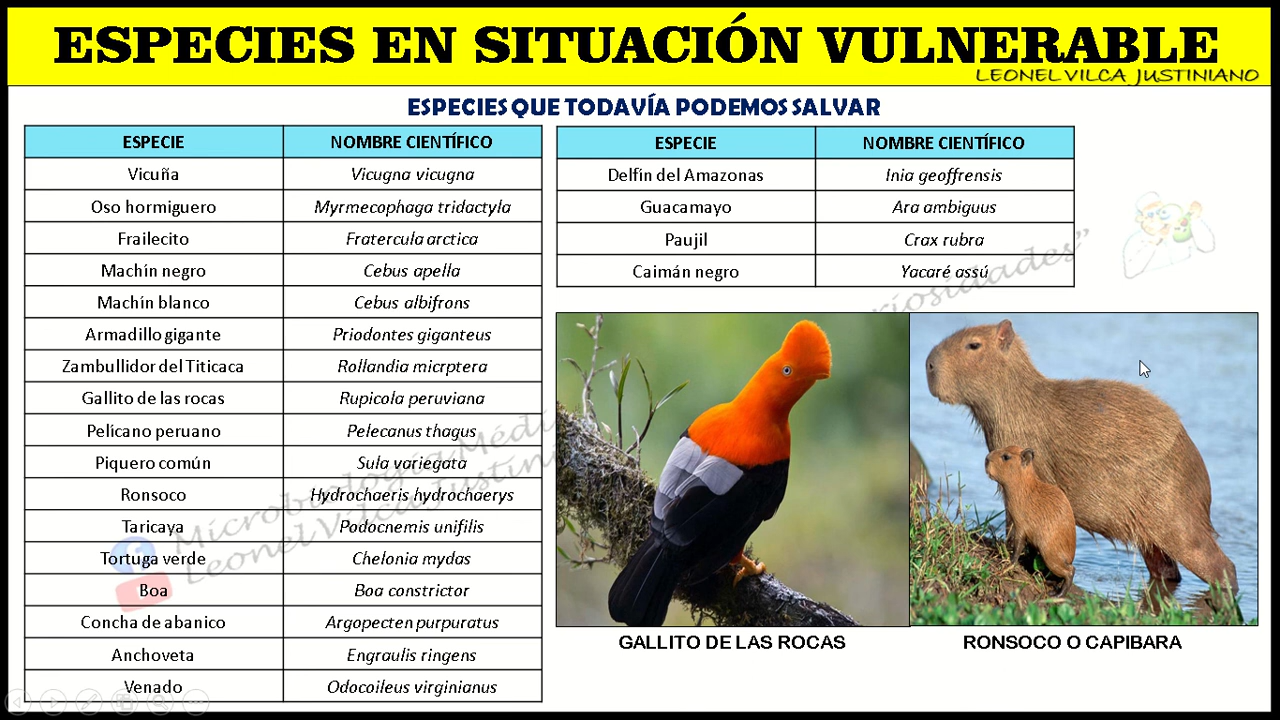 ESPECIES EN SITUACIÓN VULNERABLE
LEONEL VILCA JUSTINIANO
ESPECIES QUE TODAVÍA PODEMOS SALVAR
ESPECIE NOMBRE CIENTÍFICO
Vicuña Vicugna vicugna
Oso hormiguero Myrmecophaga tridactyla
Frailecito Fratercula arctica
Machín negro Cebus apella
Machín blanco Cebus albifrons
Armadillo gigante Priodontes giganteus
Zambullidor del Titicaca Rollandia micrptera
Gallito de las rocas Rupicola peruviana
Pelícano peruano Pelecanus thagus
Piquero común Sula variegata
Ronsoco Hydrochaeris hydrochaerys
Taricaya Podocnemis unifilis
Tortuga verde Chelonia mydas
Boa Boa constrictor
Concha de abanico Argopecten purpuratus
Anchoveta Engraulis ringens
Venado Odocoileus virginianus
ESPECIE NOMBRE CIENTÍFICO
Delfín del Amazonas Inia geoffrensis
Guacamayo Ara ambiguus
Paujil Crax rubra
Caimán negro Yacaré assú
GALLITO DE LAS ROCAS
RONSOCO O CAPIBARA
Microbiología
Leonel Vilca